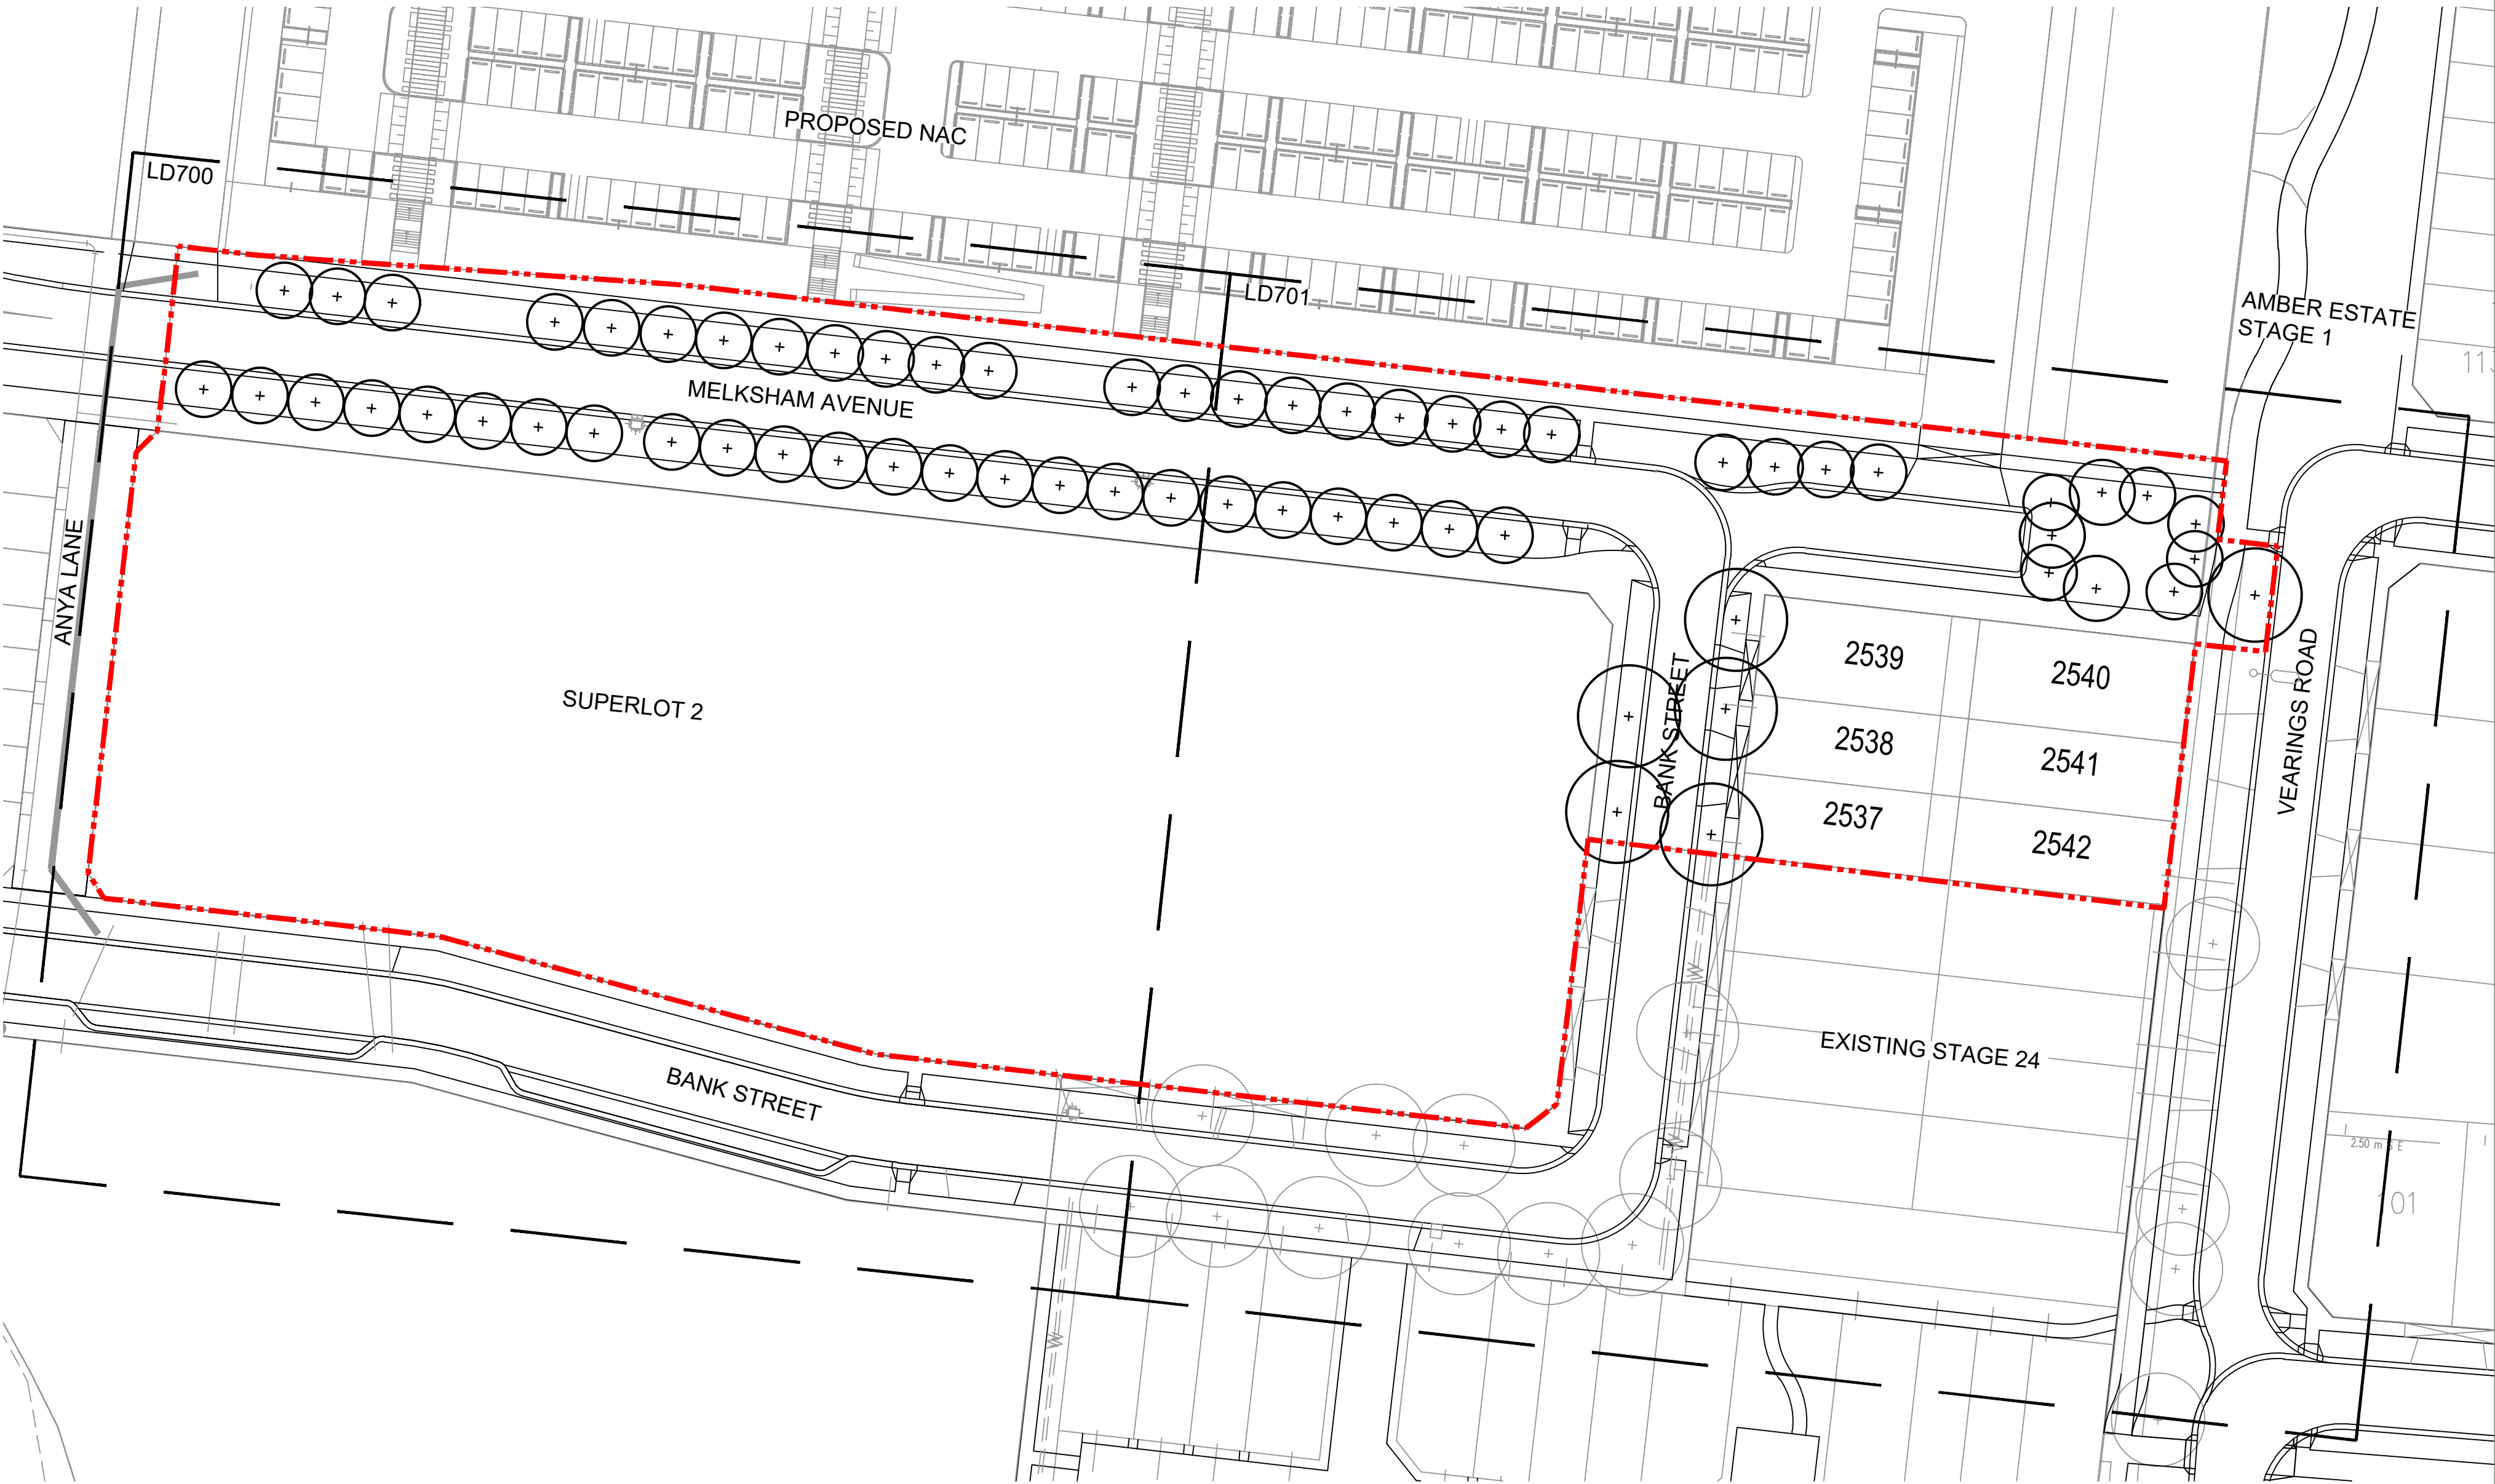 PROPOSED NAC
LD700
LD701
AMBER ESTATE
STAGE 1
MELKSHAM AVENUE
ANYA LANE
SUPERLOT 2
BANK STREET
2539
2540
2538
2541
2537
2542
VEARINGS ROAD
EXISTING STAGE 24
BANK STREET
W
W
W
101